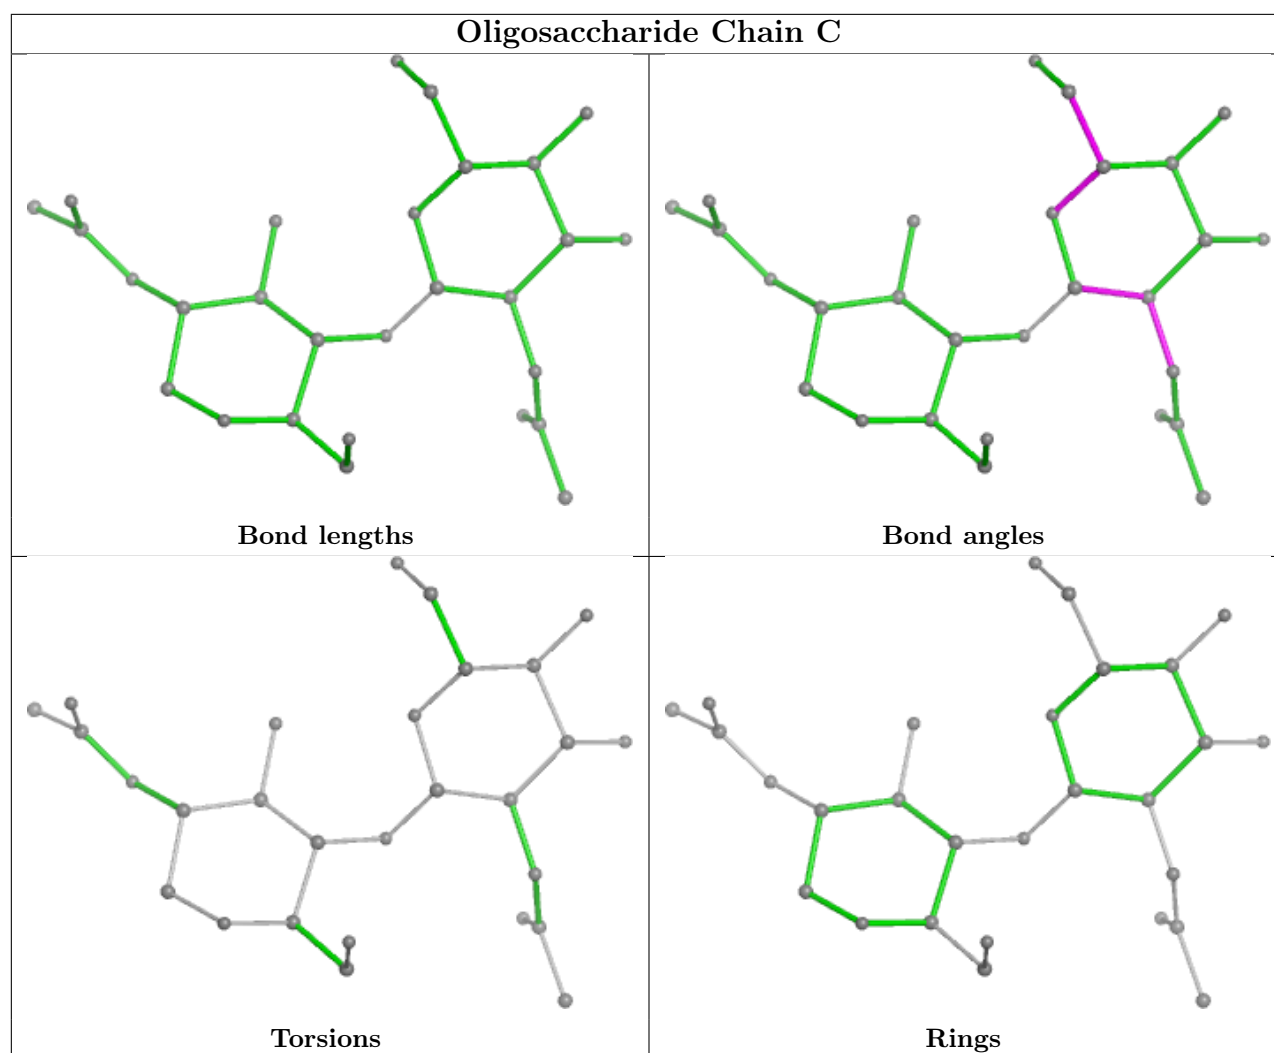 Oligosaccharide Chain C
Bond lengths
Bond angles
Torsions
Rings